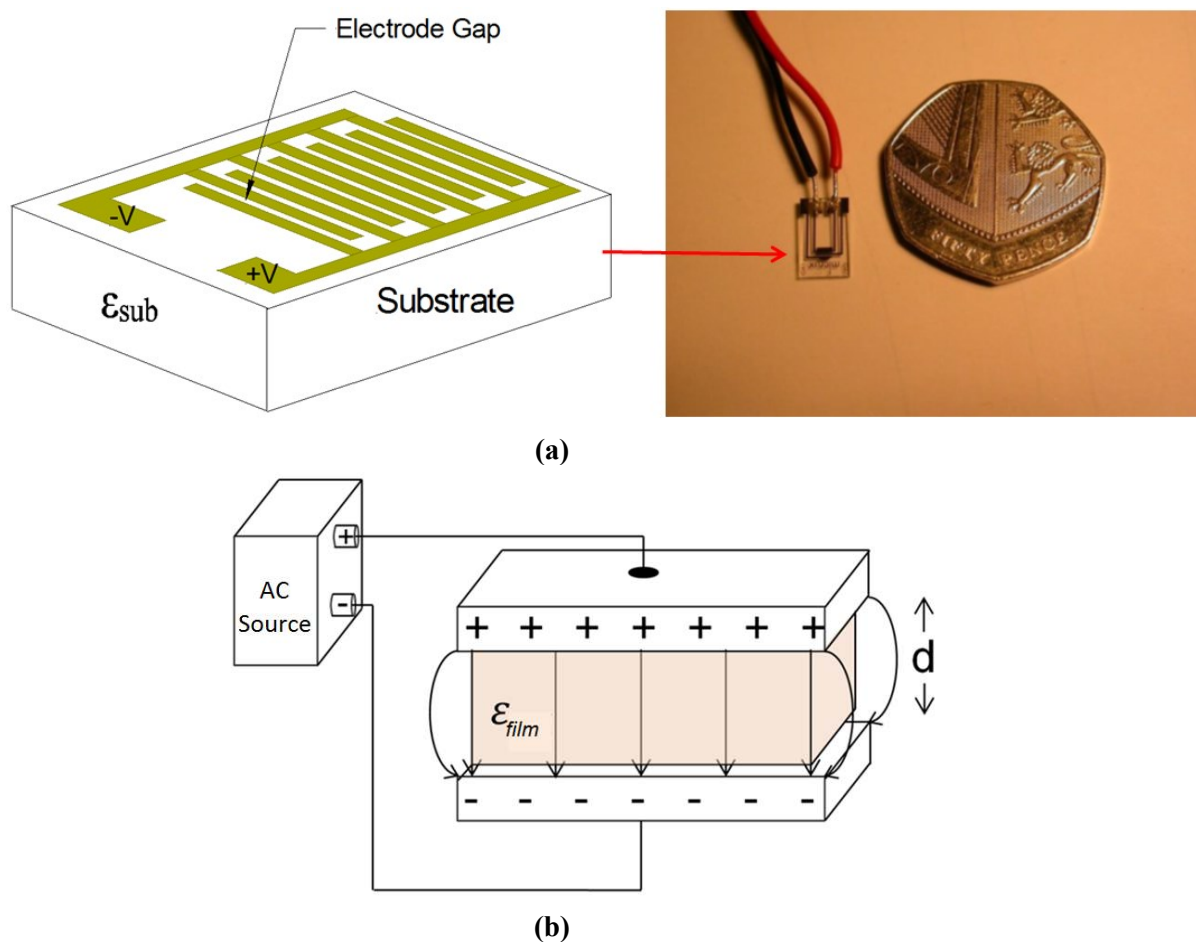 Electrode Gap
-V
+V
εsub
Substrate
FIFTY PENCE
(a)
+
-
AC
Source
+ + + + + + +
d
εfilm
- - - - - - -
(b)